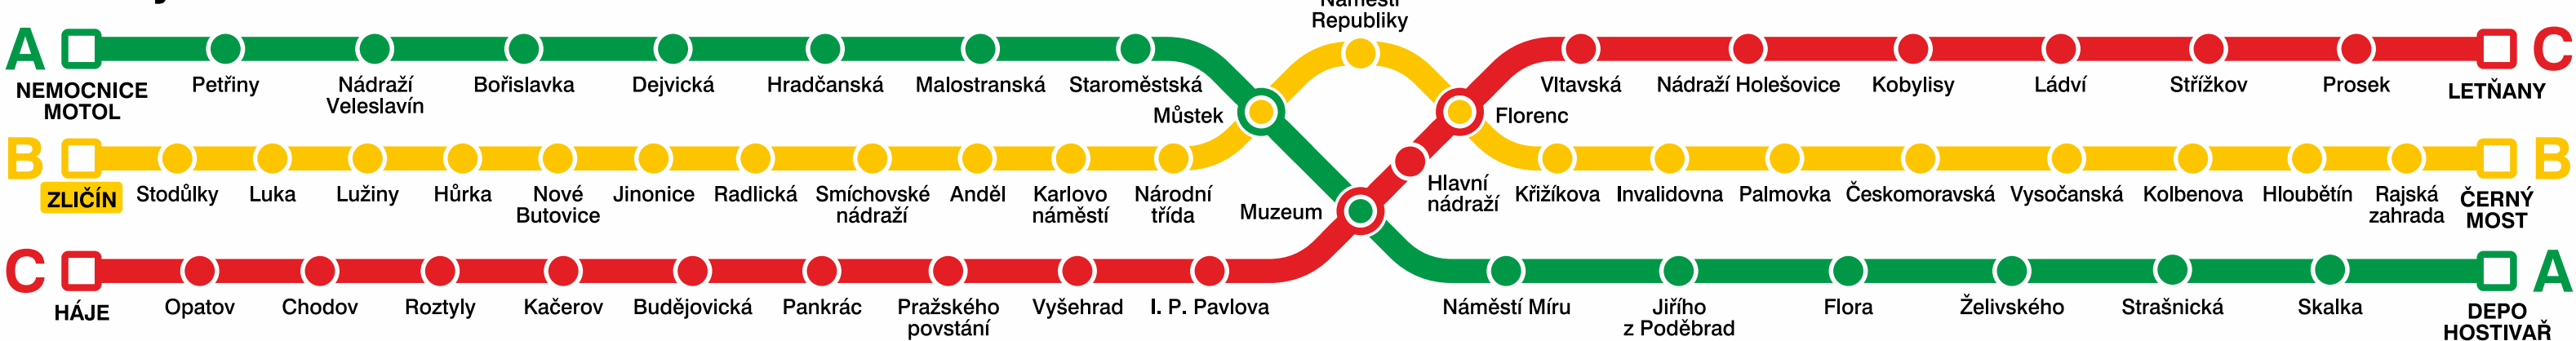 Náměstí
Republiky
A
C
NEMOCNICE
MOTOL
Petřiny
Nádraží
Veleslavín
Bořislavka
Dejvická
Hradčanská
Malostranská
Staroměstská
Můstek
Florenc
Vltavská
Nádraží Holešovice
Kobylisy
Ládví
Střížkov
Prosek
LETŇANY
B
B
ZLIČÍN
Stodůlky
Luka
Lužiny
Hůrka
Nové
Butovice
Jinonice
Radlická
Smíchovské
nádraží
Anděl
Karlovo
náměstí
Národní
třída
Muzeum
Hlavní
nádraží
Křižíkova
Invalidovna
Palmovka
Českomoravská
Vysočanská
Kolbenova
Hloubětín
Rajská
zahrada
ČERNÝ
MOST
C
A
HÁJE
Opatov
Chodov
Roztyly
Kačerov
Budějovická
Pankrác
Pražského
povstání
Vyšehrad
I. P. Pavlova
Náměstí Míru
Jiřího
z Poděbrad
Flora
Želivského
Strašnická
Skalka
DEPO
HOSTIVAŘ